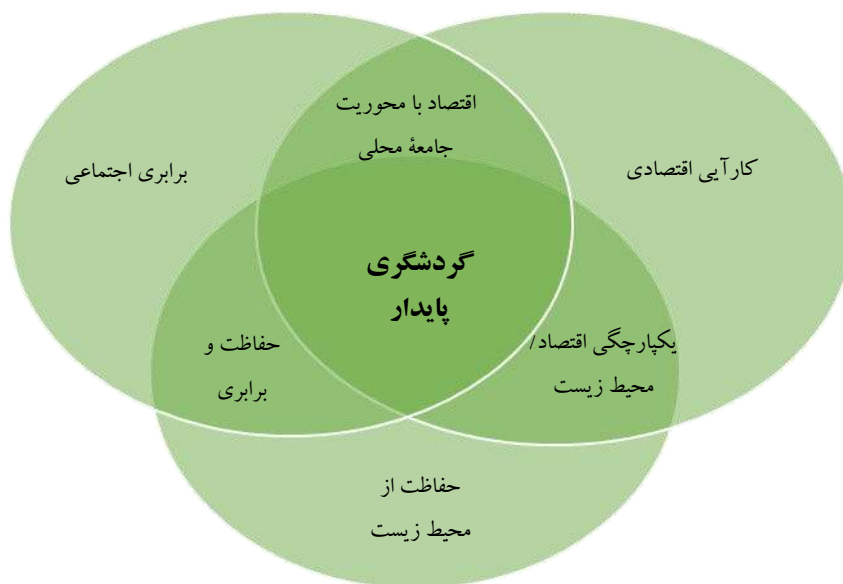 اقتصاد با محوریت
جامعهٔ محلی
کارآیی اقتصادی
برابری اجتماعی
گردشگری
پایدار
یکپارچگی اقتصاد/
محیط زیست
حفاظت و
برابری
حفاظت از
محیط زیست